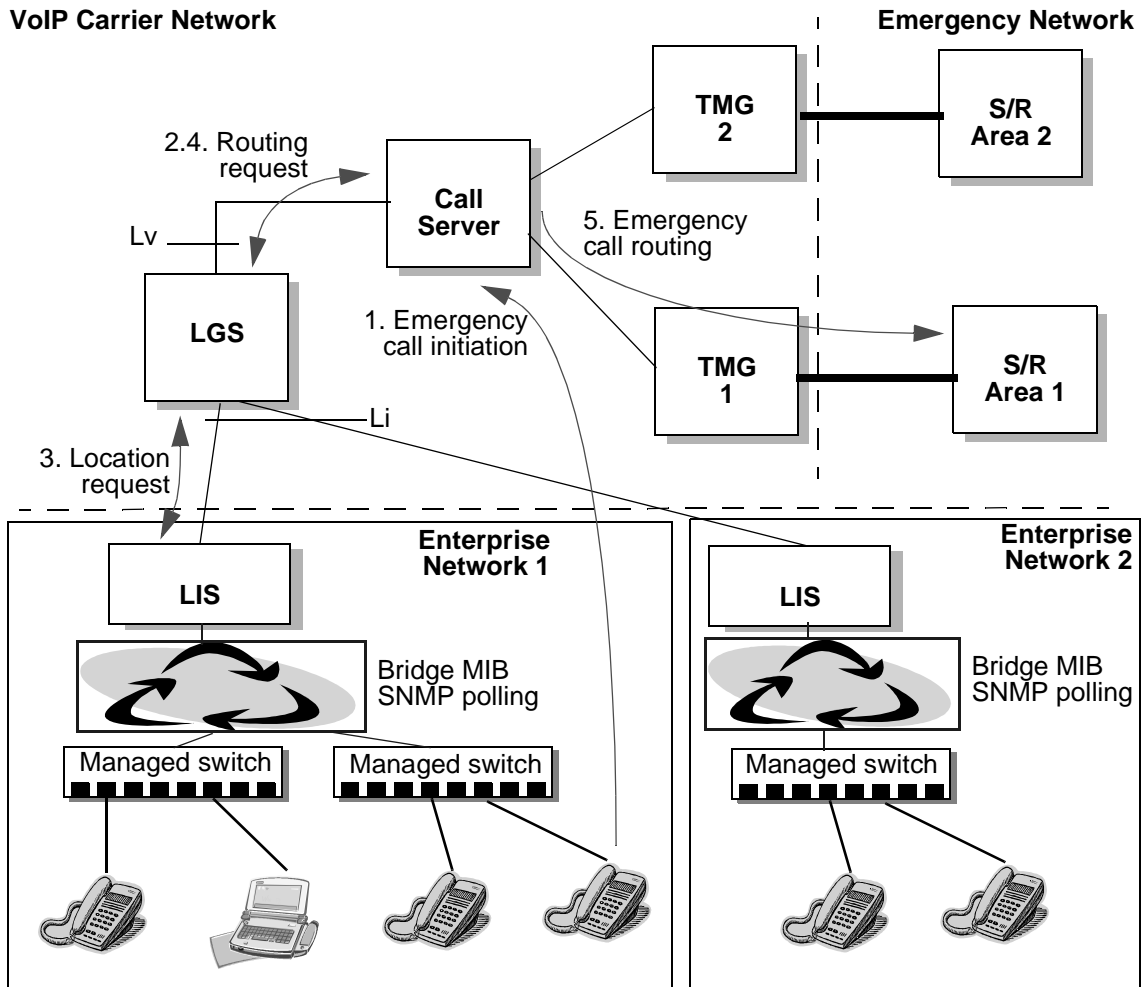 VoIP Carrier Network
Emergency Network
TMG
2
S/R
Area 2
2.4. Routing
request
Call
Server
5. Emergency
call routing
Lv
LGS
1. Emergency
call initiation
TMG
1
S/R
Area 1
Li
3. Location
request
Enterprise
Network 1
Enterprise
Network 2
LIS
LIS
Bridge MIB
SNMP polling
Bridge MIB
SNMP polling
Managed switch
Managed switch
Managed switch